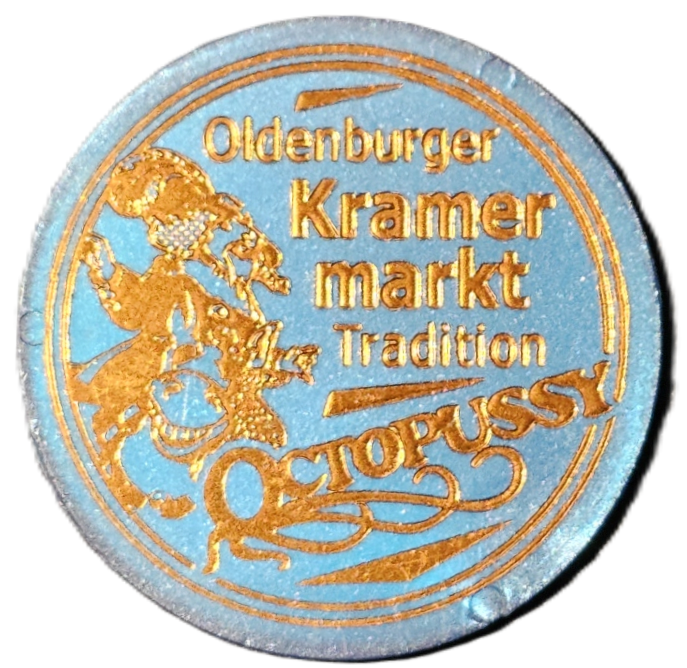 Oldenburger
Kramer
markt
Tradition
OCTOPUSSY